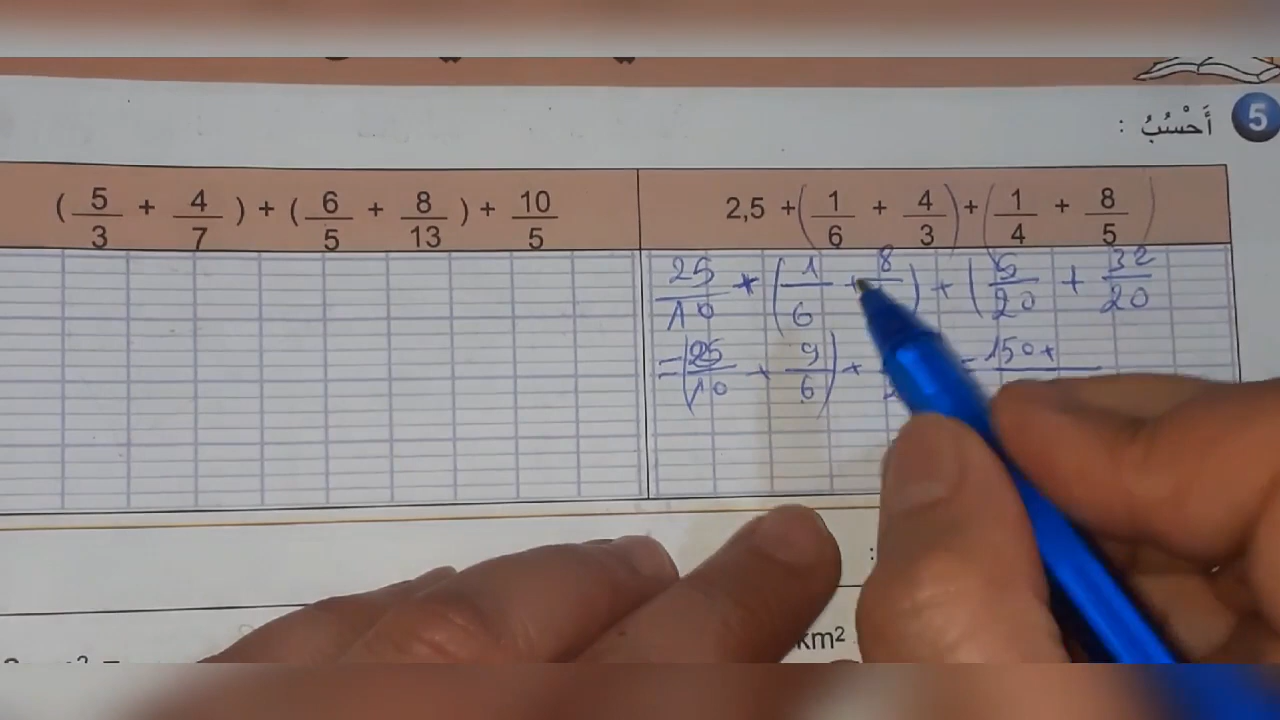 5 أَحْسُبُ :
(5/3 + 4/7) + (6/5 + 8/13) + 10/5
2,5 + (1/6 + 4/3) + (1/4 + 8/5)
25/10 + (1/6 + 8/ ) + (5/20 + 32/20
= (25/10 + 9/6) + = 150+
:
km²